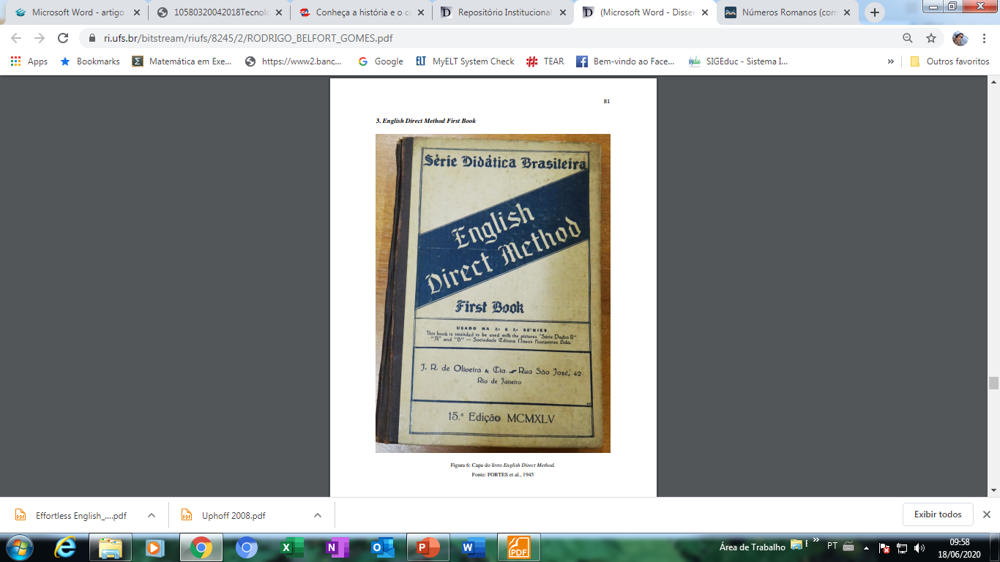 Microsoft Word - artigo
10580320042018Tecnolo
Conheça a história e o ce
Repositório Institucional
(Microsoft Word - Disser
Números Romanos (com
ri.ufs.br/bitstream/riufs/8245/2/RODRIGO_BELFORT_GOMES.pdf
Apps
Bookmarks
Matemática em Exe...
https://www2.banc...
Google
MyELT System Check
TEAR
Bem-vindo ao Face...
SIGEduc - Sistema I...
»
Outros favoritos
81
3. English Direct Method First Book
Série Didática Brasileira
English
Direct Method
First Book
USADO NA 2.ª E 3.ª SÉRIES
This book is intended to be used with the pictures "Série Pedro II"
"A" and "B" — Sociedade Editora Novos Horizontes Ltda.
J. R. de Oliveira & Cia. Rua São José, 42
Rio de Janeiro
15.ª Edição MCMXLV
Figura 6: Capa do livro English Direct Method.
Fonte: FORTES et al., 1945
Effortless English_....pdf
Uphoff 2008.pdf
Exibir todos
Área de Trabalho
»
PT
09:58
18/06/2020